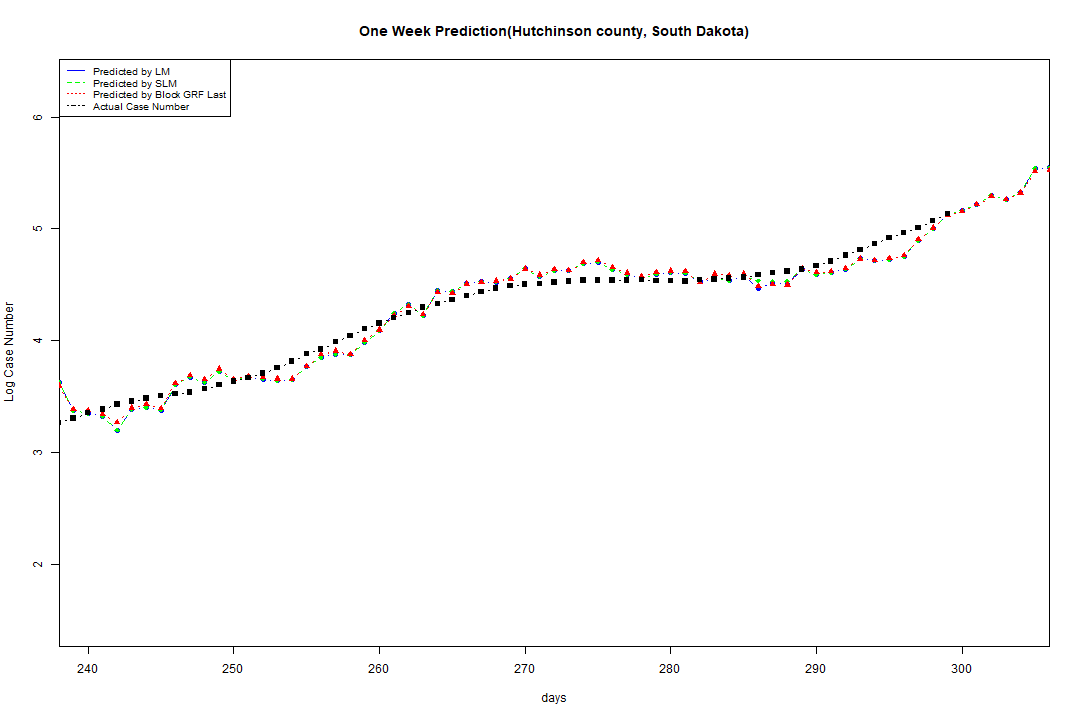 One Week Prediction(Hutchinson county, South Dakota)
Predicted by LM
Predicted by SLM
Predicted by Block GRF Last
Actual Case Number
6
5
4
3
2
Log Case Number
240 250 260 270 280 290 300
days